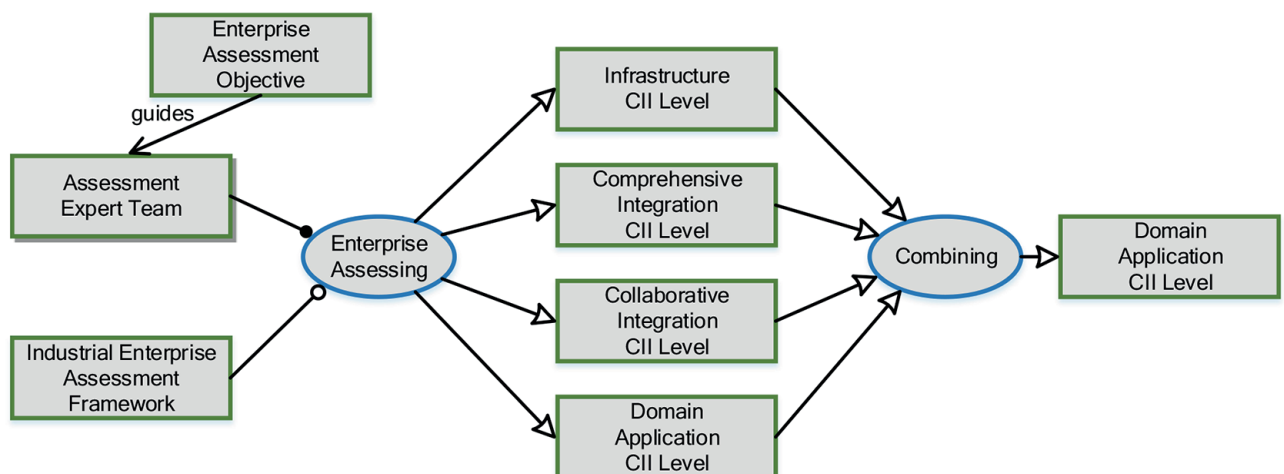 Enterprise
Assessment
Objective
guides
Assessment
Expert Team
Industrial Enterprise
Assessment
Framework
Enterprise
Assessing
Infrastructure
CII Level
Comprehensive
Integration
CII Level
Collaborative
Integration
CII Level
Domain
Application
CII Level
Combining
Domain
Application
CII Level